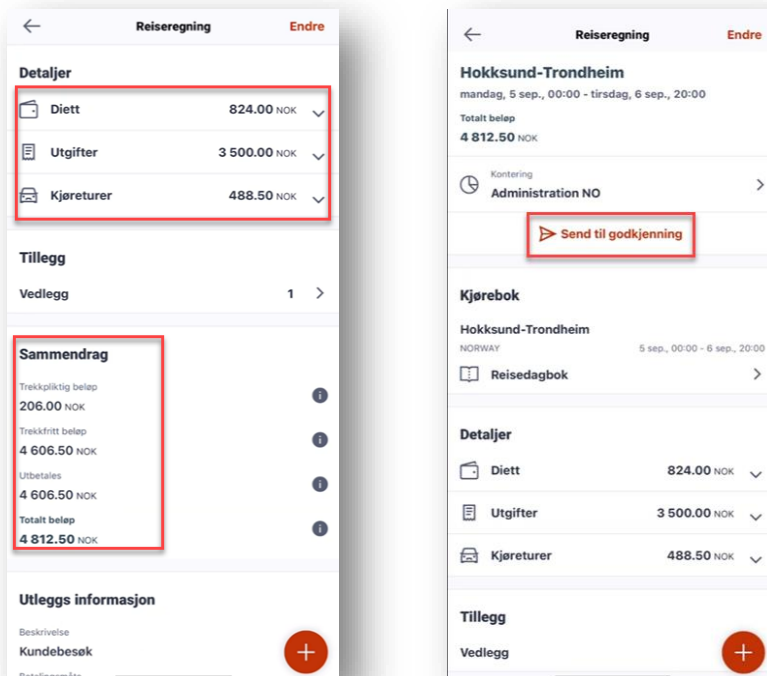 Reiseregning Endre
Detaljer
Diett 824.00 NOK
Utgifter 3 500.00 NOK
Kjøreturer 488.50 NOK
Tillegg
Vedlegg 1
Sammendrag
Trekkpliktig beløp
206.00 NOK
Trekkfritt beløp
4 606.50 NOK
Utbetales
4 606.50 NOK
Totalt beløp
4 812.50 NOK
Utleggs informasjon
Beskrivelse
Kundebesøk
Reiseregning Endre
Hokksund-Trondheim
mandag, 5 sep., 00:00 - tirsdag, 6 sep., 20:00
Totalt beløp
4 812.50 NOK
Kontering
Administration NO
Send til godkjenning
Kjørebok
Hokksund-Trondheim
NORWAY 5 sep., 00:00 - 6 sep., 20:00
Reisedagbok
Detaljer
Diett 824.00 NOK
Utgifter 3 500.00 NOK
Kjøreturer 488.50 NOK
Tillegg
Vedlegg